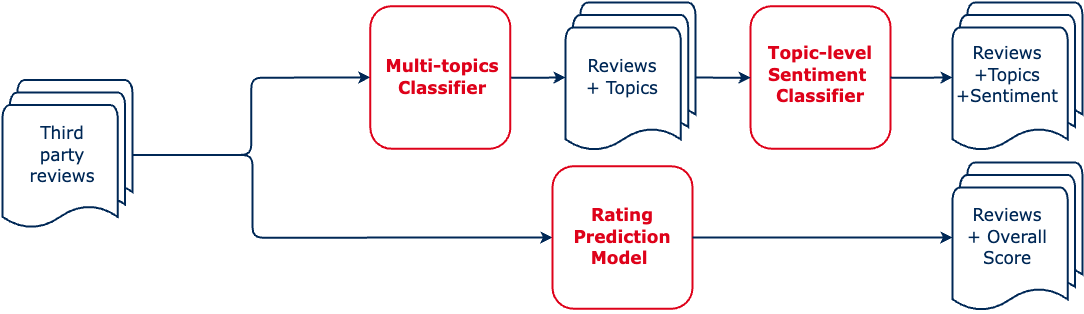 Third
party
reviews
Multi-topics
Classifier
Reviews
+ Topics
Topic-level
Sentiment
Classifier
Reviews
+Topics
+Sentiment
Rating
Prediction
Model
Reviews
+ Overall
Score